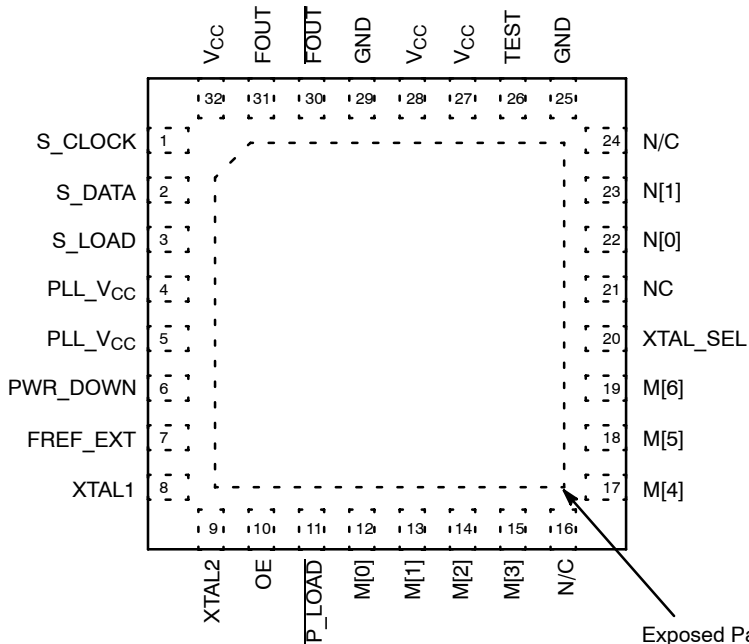 VCC FOUT FOUT GND VCC VCC TEST GND
32 31 30 29 28 27 26 25
S_CLOCK 1
S_DATA 2
S_LOAD 3
PLL_VCC 4
PLL_VCC 5
PWR_DOWN 6
FREF_EXT 7
XTAL1 8
24 N/C
23 N[1]
22 N[0]
21 NC
20 XTAL_SEL
19 M[6]
18 M[5]
17 M[4]
9 10 11 12 13 14 15 16
XTAL2 OE P_LOAD M[0] M[1] M[2] M[3] N/C
Exposed Pa